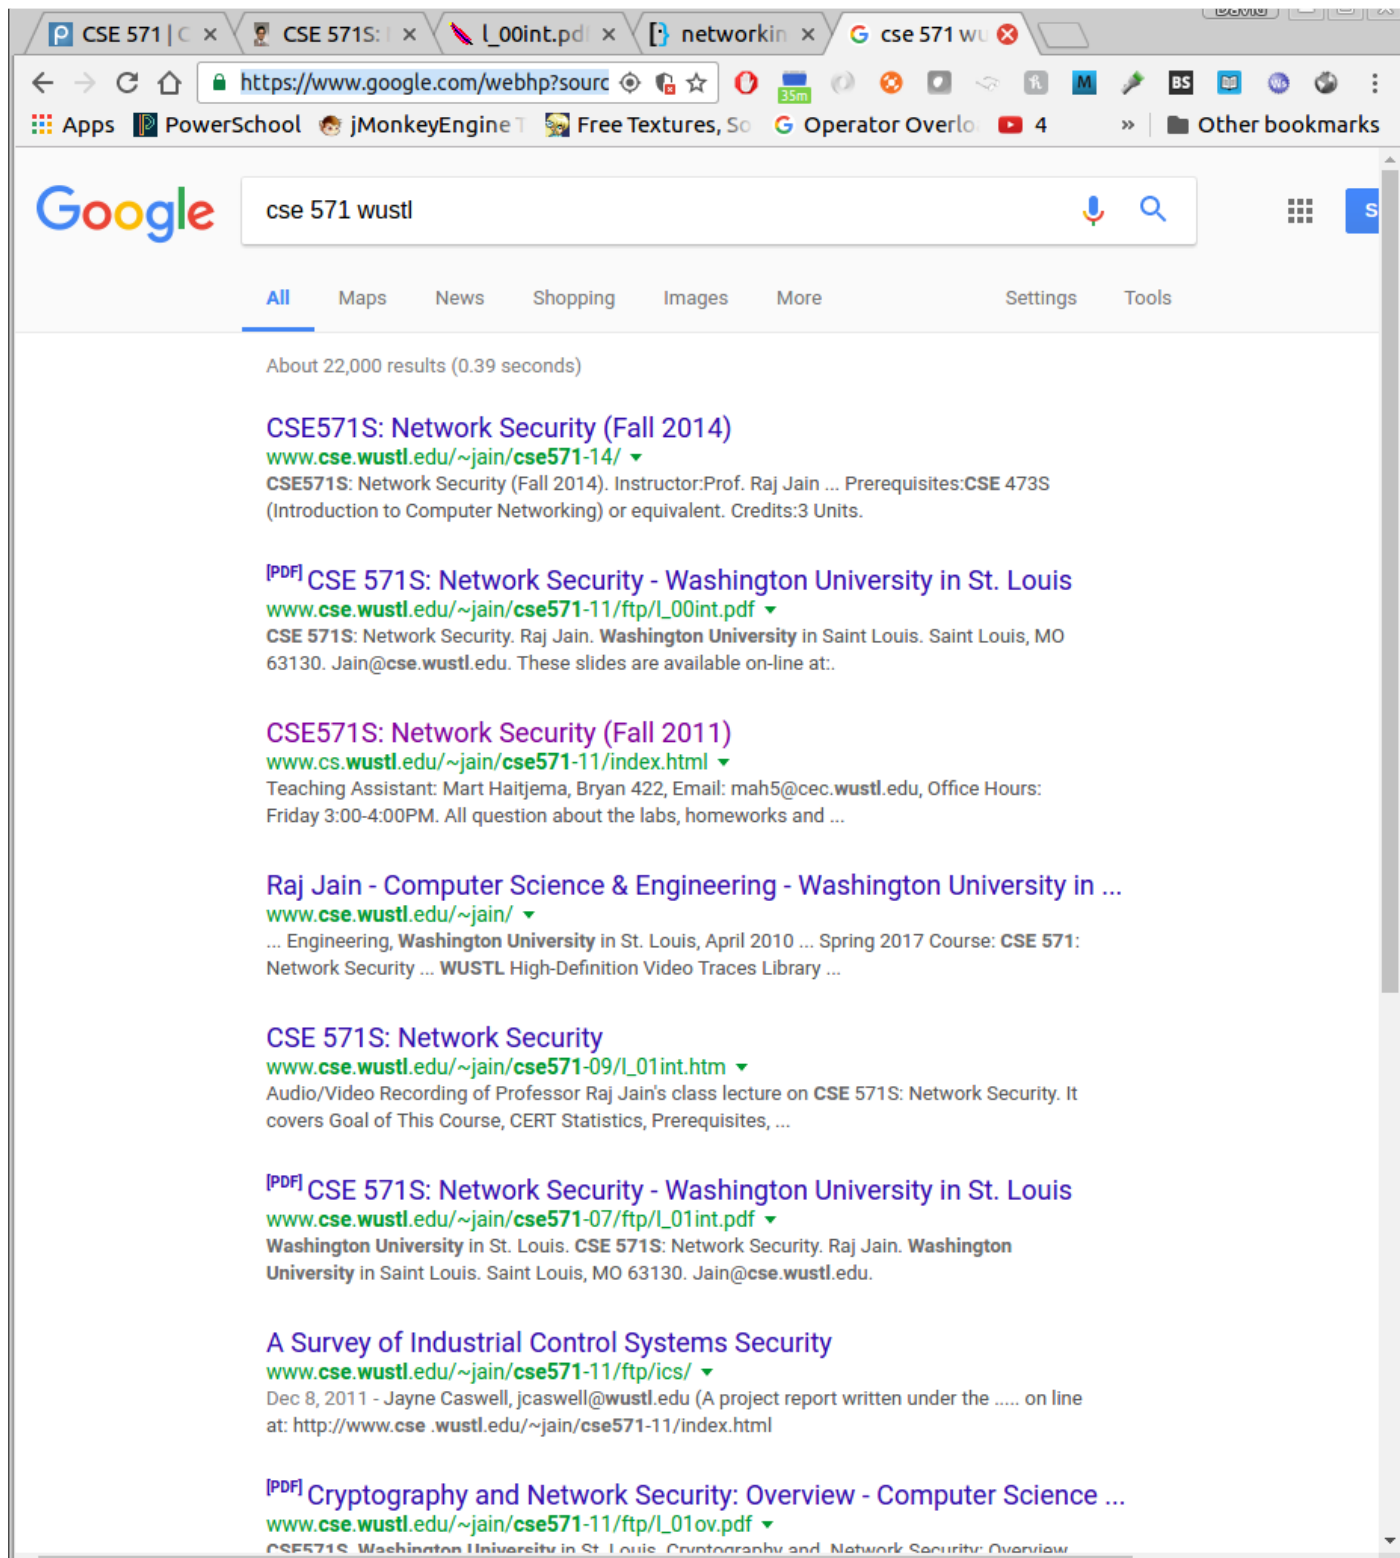 David
CSE 571 | C
CSE 571S: 
l_00int.pd
networkin
cse 571 wu
https://www.google.com/webhp?sourc
35m
BS
Apps PowerSchool jMonkeyEngine T Free Textures, So Operator Overlo 4 » Other bookmarks
Google
cse 571 wustl
S
All Maps News Shopping Images More Settings Tools
About 22,000 results (0.39 seconds)
CSE571S: Network Security (Fall 2014)
www.cse.wustl.edu/~jain/cse571-14/
CSE571S: Network Security (Fall 2014). Instructor:Prof. Raj Jain ... Prerequisites:CSE 473S
(Introduction to Computer Networking) or equivalent. Credits:3 Units.
[PDF] CSE 571S: Network Security - Washington University in St. Louis
www.cse.wustl.edu/~jain/cse571-11/ftp/l_00int.pdf
CSE 571S: Network Security. Raj Jain. Washington University in Saint Louis. Saint Louis, MO
63130. Jain@cse.wustl.edu. These slides are available on-line at:.
CSE571S: Network Security (Fall 2011)
www.cs.wustl.edu/~jain/cse571-11/index.html
Teaching Assistant: Mart Haitjema, Bryan 422, Email: mah5@cec.wustl.edu, Office Hours:
Friday 3:00-4:00PM. All question about the labs, homeworks and ...
Raj Jain - Computer Science & Engineering - Washington University in ...
www.cse.wustl.edu/~jain/
... Engineering, Washington University in St. Louis, April 2010 ... Spring 2017 Course: CSE 571:
Network Security ... WUSTL High-Definition Video Traces Library ...
CSE 571S: Network Security
www.cse.wustl.edu/~jain/cse571-09/l_01int.htm
Audio/Video Recording of Professor Raj Jain's class lecture on CSE 571S: Network Security. It
covers Goal of This Course, CERT Statistics, Prerequisites, ...
[PDF] CSE 571S: Network Security - Washington University in St. Louis
www.cse.wustl.edu/~jain/cse571-07/ftp/l_01int.pdf
Washington University in St. Louis. CSE 571S: Network Security. Raj Jain. Washington
University in Saint Louis. Saint Louis, MO 63130. Jain@cse.wustl.edu.
A Survey of Industrial Control Systems Security
www.cse.wustl.edu/~jain/cse571-11/ftp/ics/
Dec 8, 2011 - Jayne Caswell, jcaswell@wustl.edu (A project report written under the ..... on line
at: http://www.cse .wustl.edu/~jain/cse571-11/index.html
[PDF] Cryptography and Network Security: Overview - Computer Science ...
www.cse.wustl.edu/~jain/cse571-11/ftp/l_01ov.pdf
CSE571S. Washington University in St. Louis. Cryptography and. Network Security: Overview.